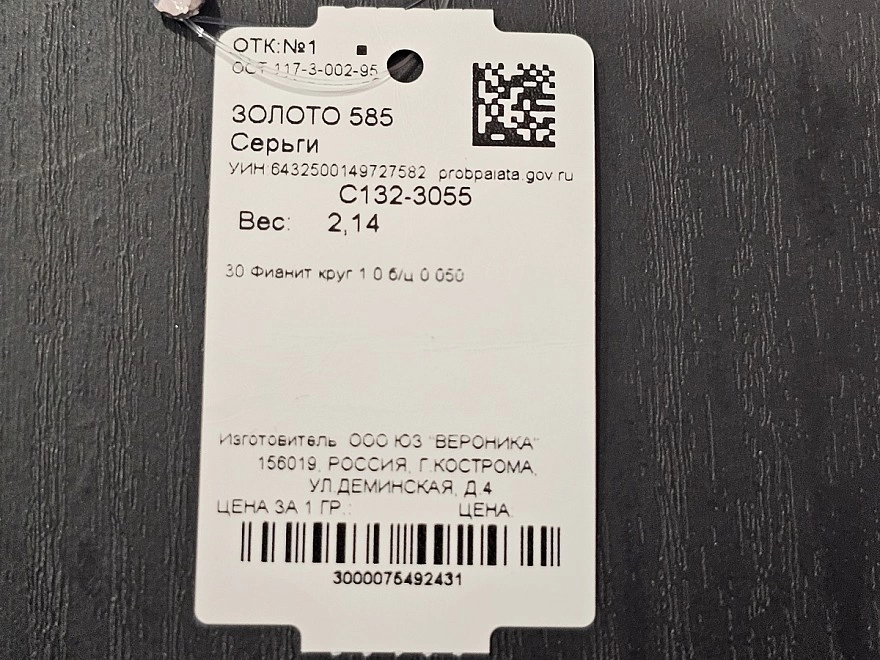 ОТК:№1
ОСТ 117-3-002-95
ЗОЛОТО 585
Серьги
УИН:6432500149727582 probpalata.gov.ru
С132-3055
Вес: 2,14
30 Фианит круг 1 0 б/ц 0 050
Изготовитель ООО ЮЗ "ВЕРОНИКА"
156019, РОССИЯ, Г.КОСТРОМА,
УЛ.ДЕМИНСКАЯ, Д.4
ЦЕНА ЗА 1 ГР.: ЦЕНА:
3000075492431